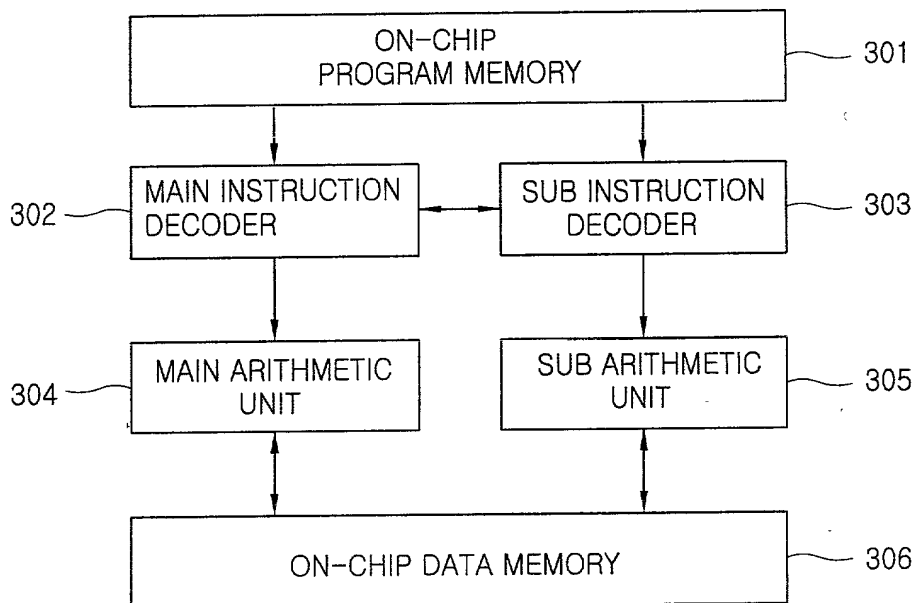 ON-CHIP
PROGRAM MEMORY
301
302
MAIN INSTRUCTION
DECODER
SUB INSTRUCTION
DECODER
303
304
MAIN ARITHMETIC
UNIT
SUB ARITHMETIC
UNIT
305
ON-CHIP DATA MEMORY
306